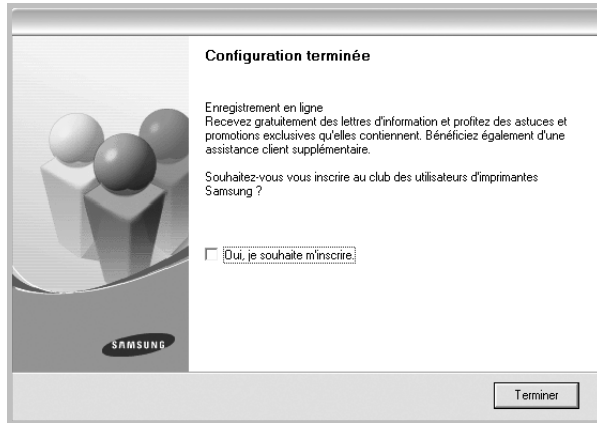 Configuration terminée
Enregistrement en ligne
Recevez gratuitement des lettres d'information et profitez des astuces et
promotions exclusives qu'elles contiennent. Bénéficiez également d'une
assistance client supplémentaire.
Souhaitez-vous vous inscrire au club des utilisateurs d'imprimantes
Samsung ?
Oui, je souhaite m'inscrire.
SAMSUNG
Terminer